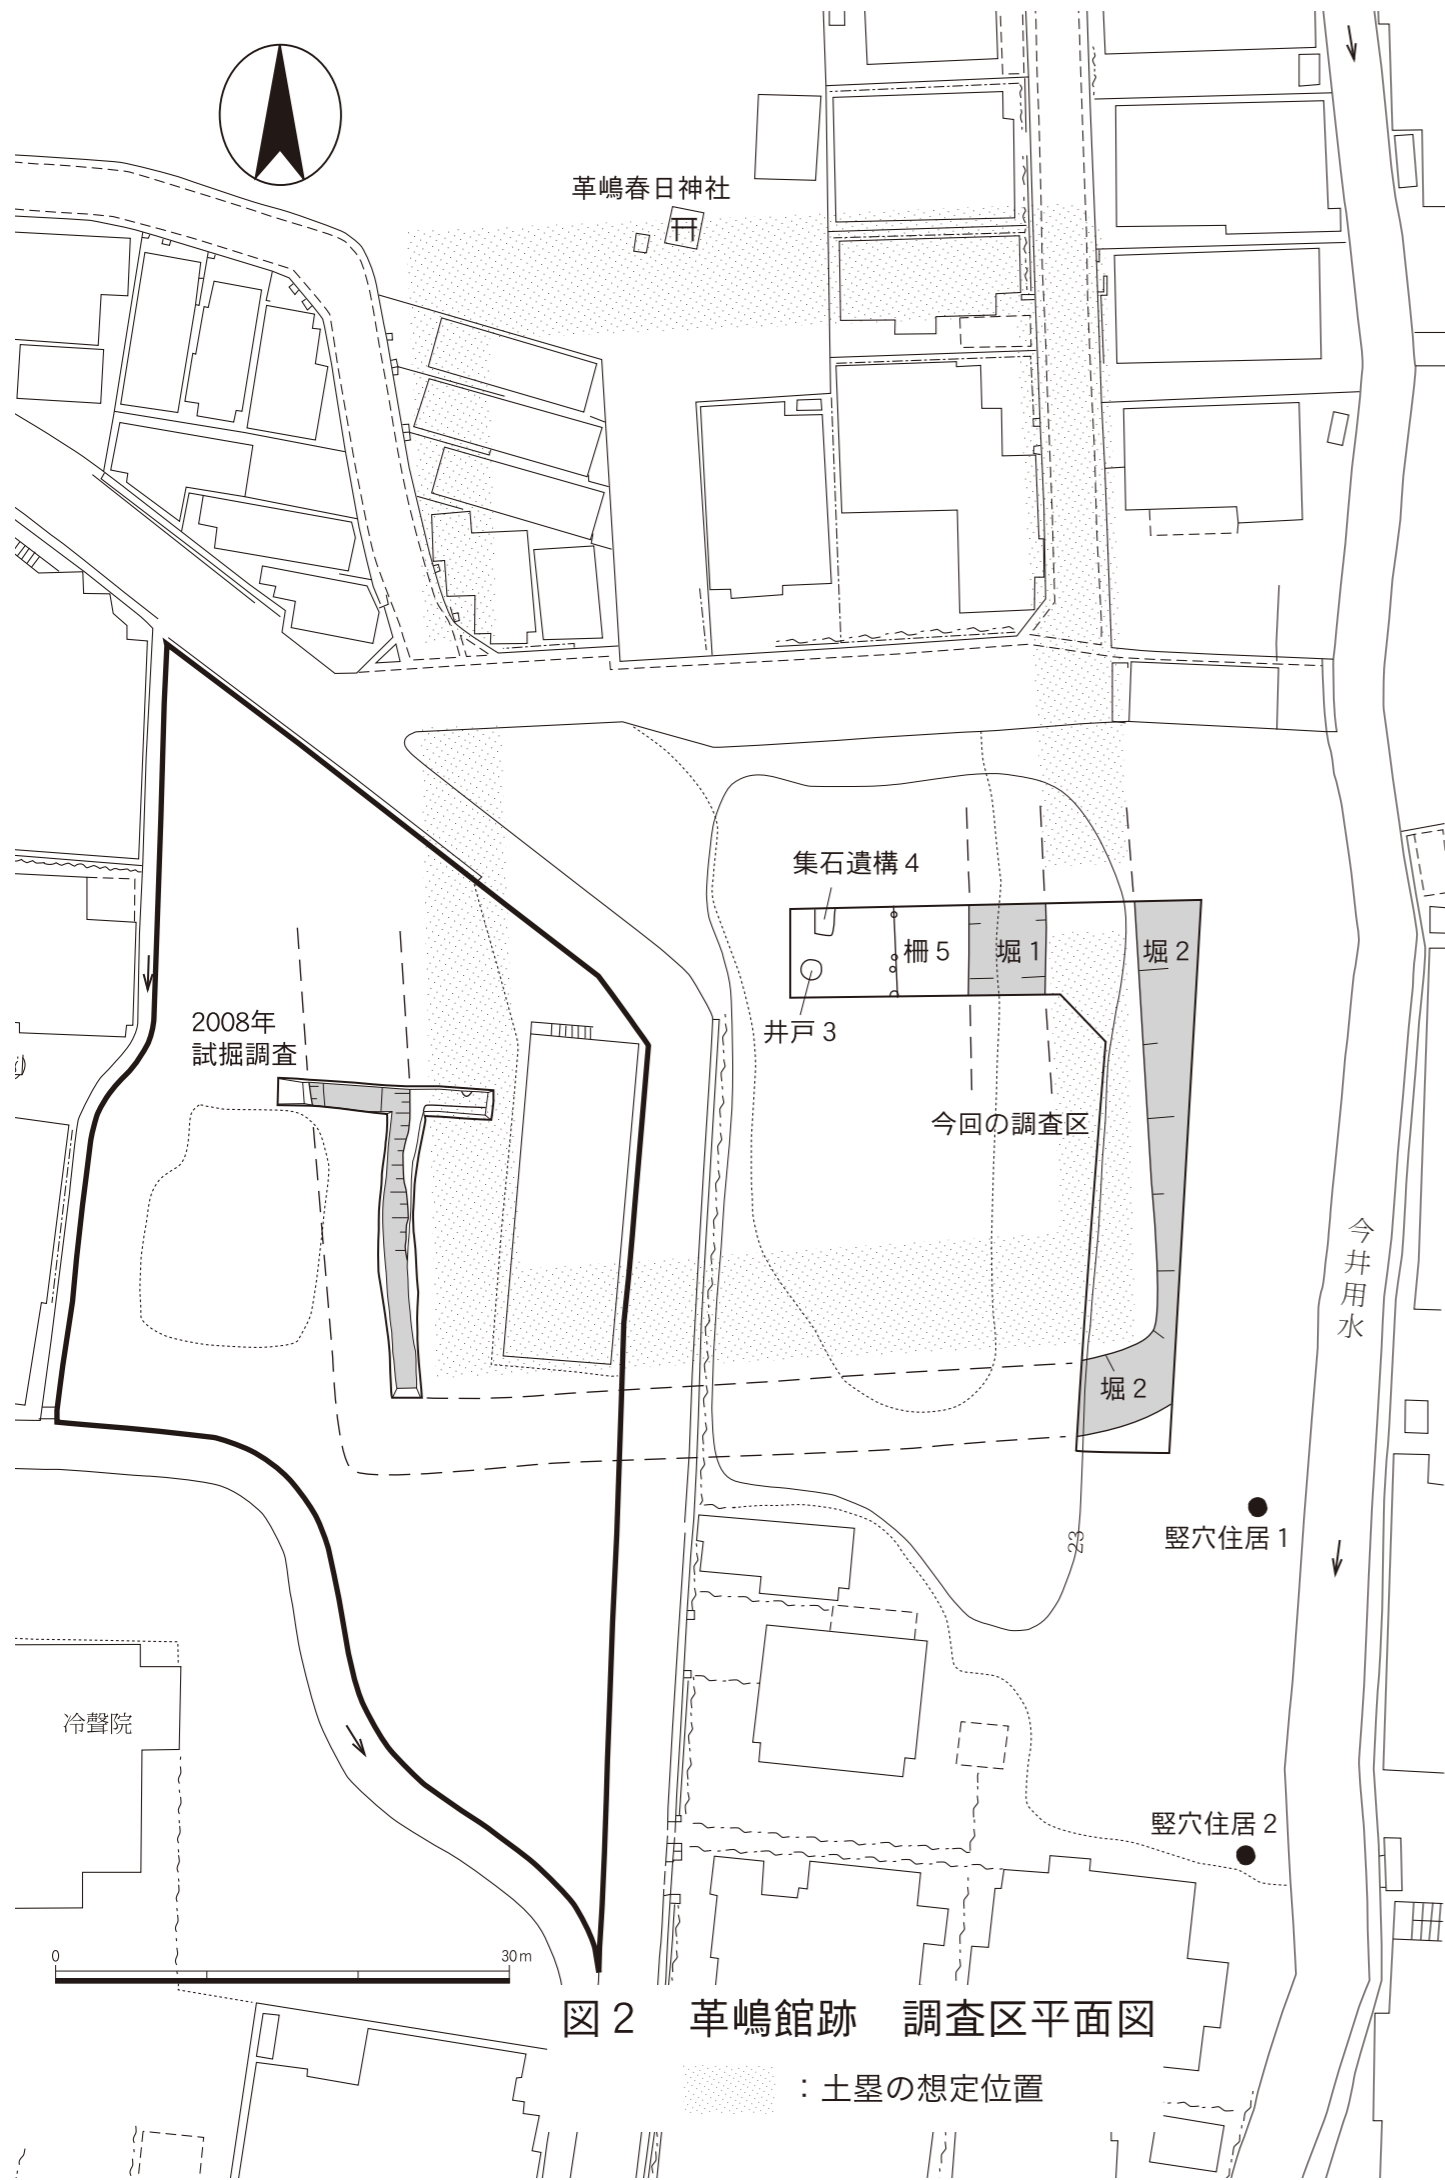 革嶋春日神社
集石遺構4
柵5
堀1
堀2
井戸3
2008年
試掘調査
今回の調査区
今井用水
堀2
竪穴住居1
23
冷聲院
竪穴住居2
0
30m
図2 革嶋館跡 調査区平面図
：土塁の想定位置